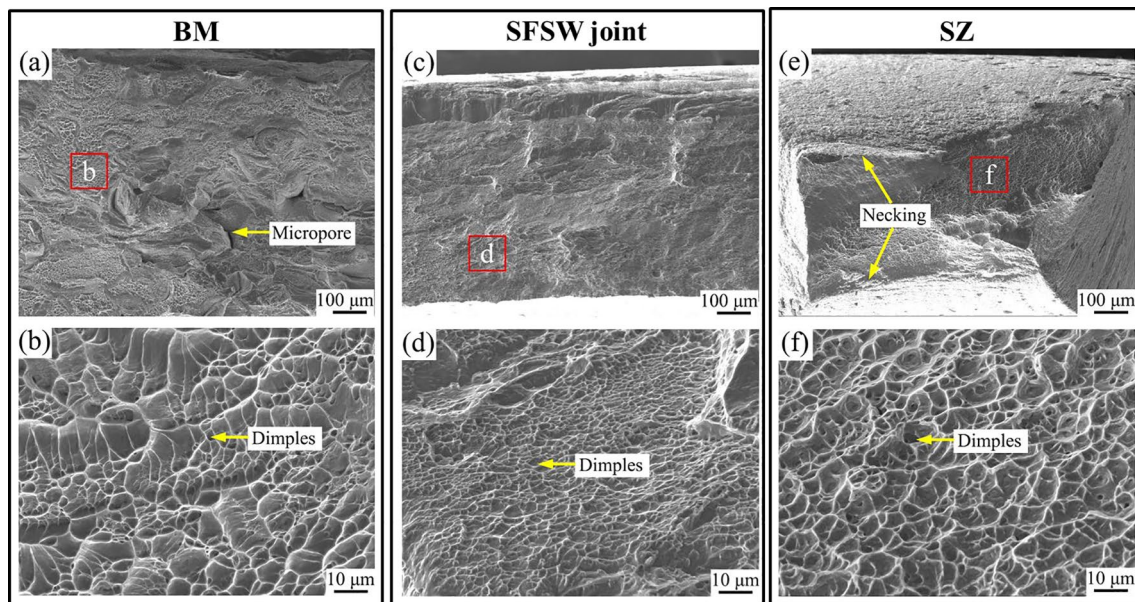 BM
(a)
b
Micropore
100 μm
(b)
Dimples
10 μm
SFSW joint
(c)
d
100 μm
(d)
Dimples
10 μm
SZ
(e)
f
Necking
100 μm
(f)
Dimples
10 μm